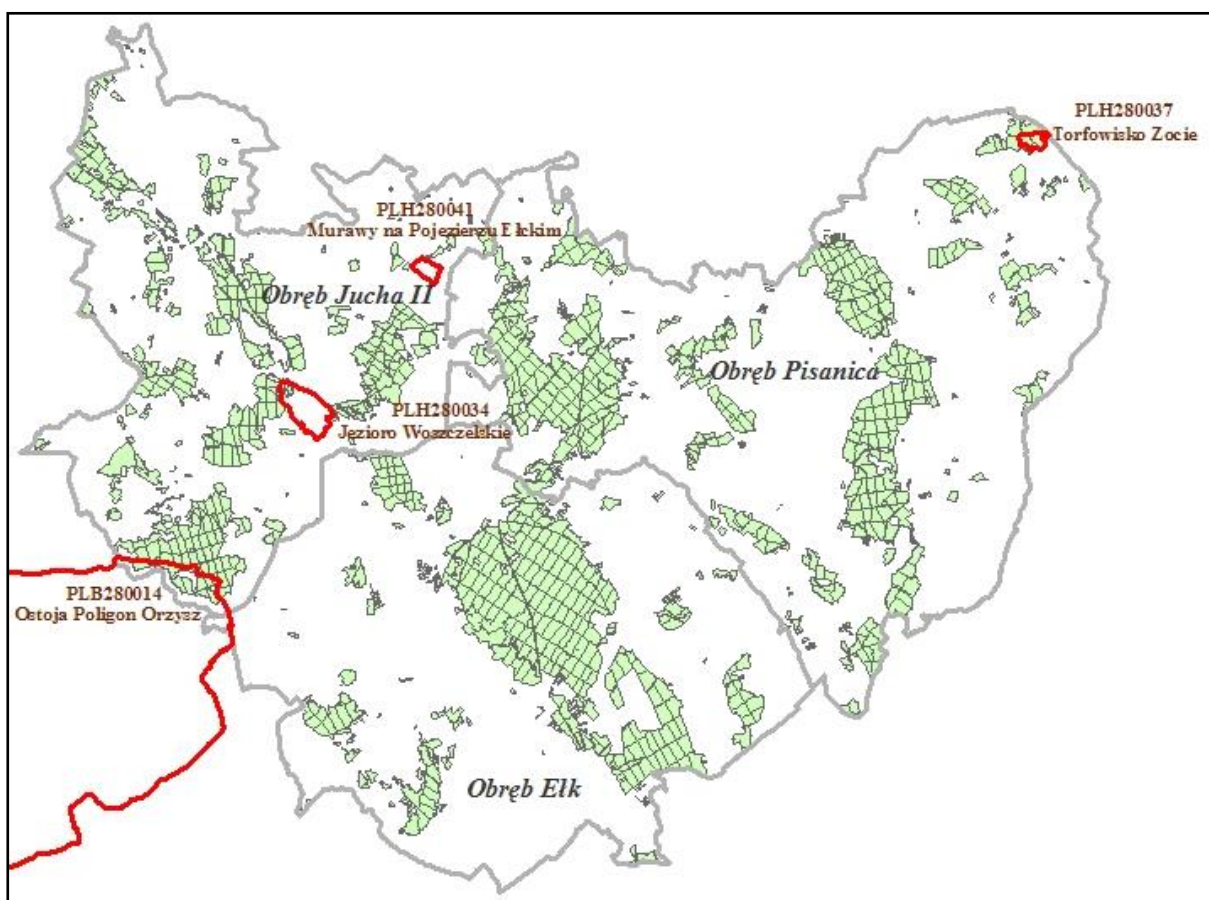 PLH280037
Torfowisko Zocie
PLH280041
Murawy na Pojezierzu Ełckim
Obręb Jucha II
Obręb Pisanica
PLH280034
Jezioro Woszczelskie
PLB280014
Ostoja Poligon Orzysz
Obręb Ełk